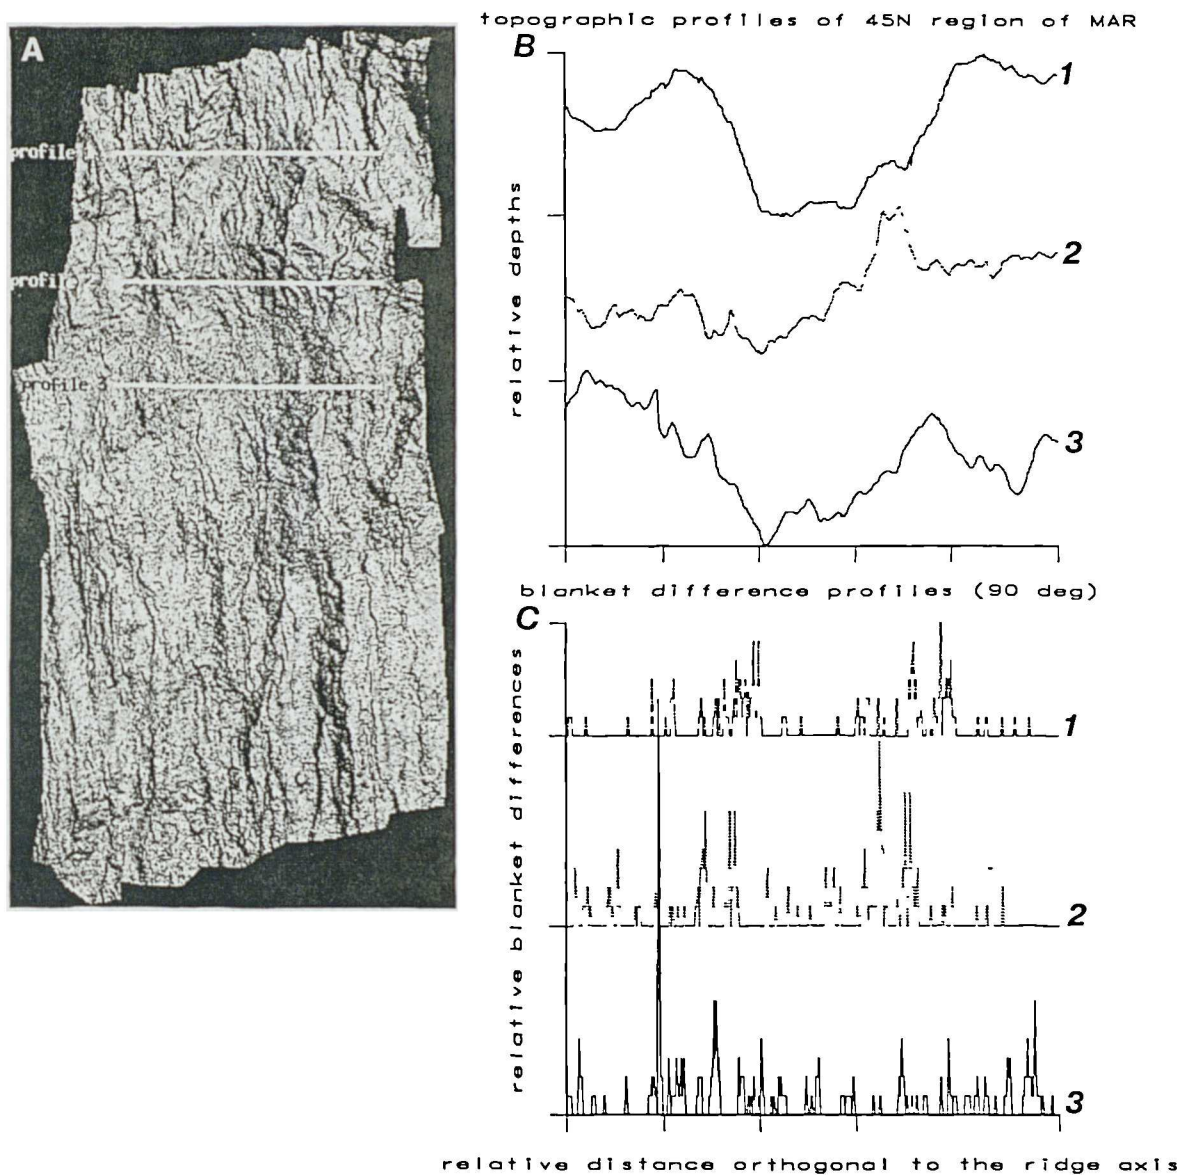 A
profile 1
profile 2
profile 3
topographic profiles of 45N region of MAR
B
relative depths
1
2
3
blanket difference profiles (90 deg)
C
relative blanket differences
1
2
3
relative distance orthogonal to the ridge axis